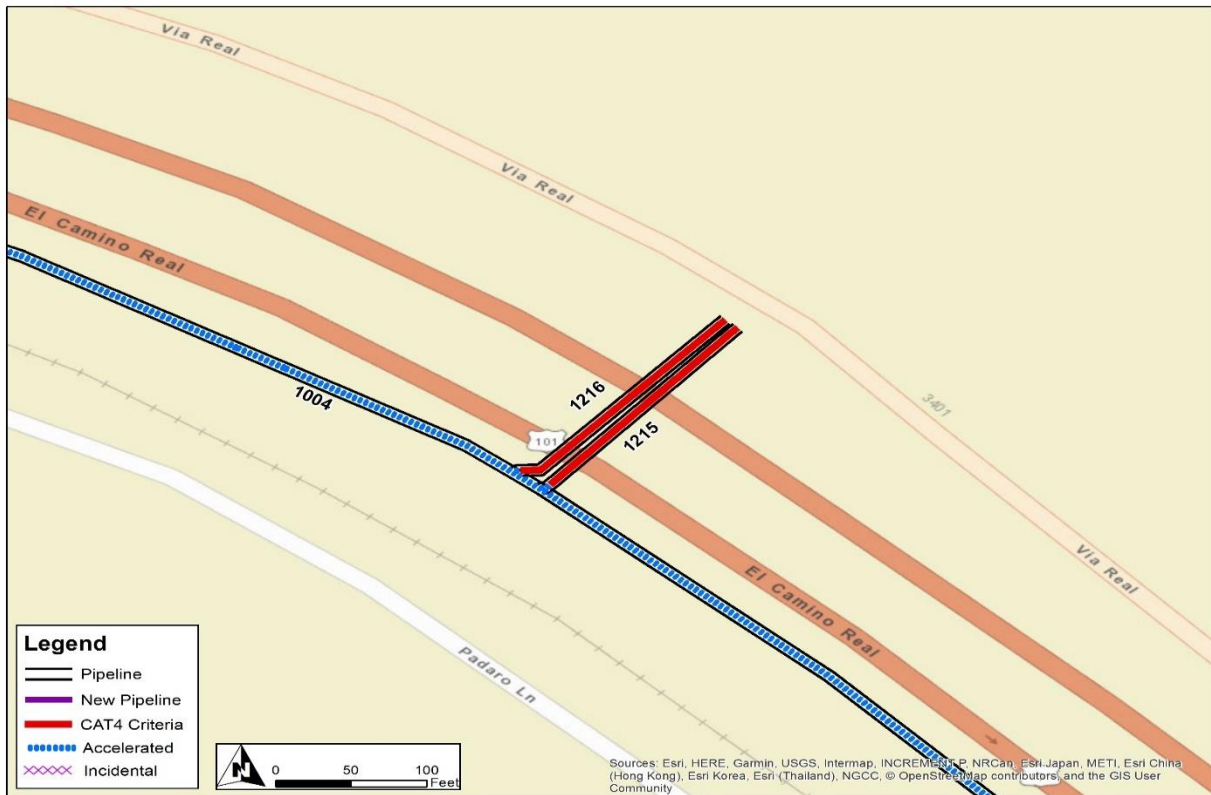 Via Real
Via Real
El Camino Real
1216
1004
101
1215
3401
Via Real
El Camino Real
Padaro Ln
Legend
Pipeline
New Pipeline
CAT4 Criteria
Accelerated
Incidental
N
0 50 100
Feet
Sources: Esri, HERE, Garmin, USGS, Intermap, INCREMENT P, NRCan, Esri Japan, METI, Esri China
(Hong Kong), Esri Korea, Esri (Thailand), NGCC, © OpenStreetMap contributors, and the GIS User
Community